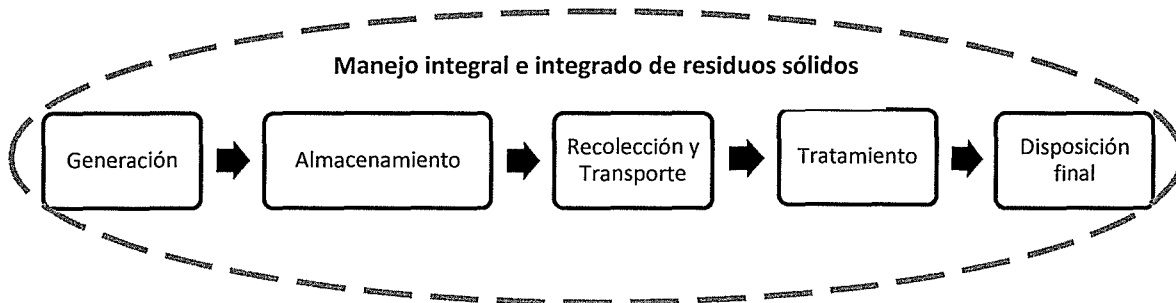 Manejo integral e integrado de residuos sólidos
Generación
Almacenamiento
Recolección y
Transporte
Tratamiento
Disposición
final